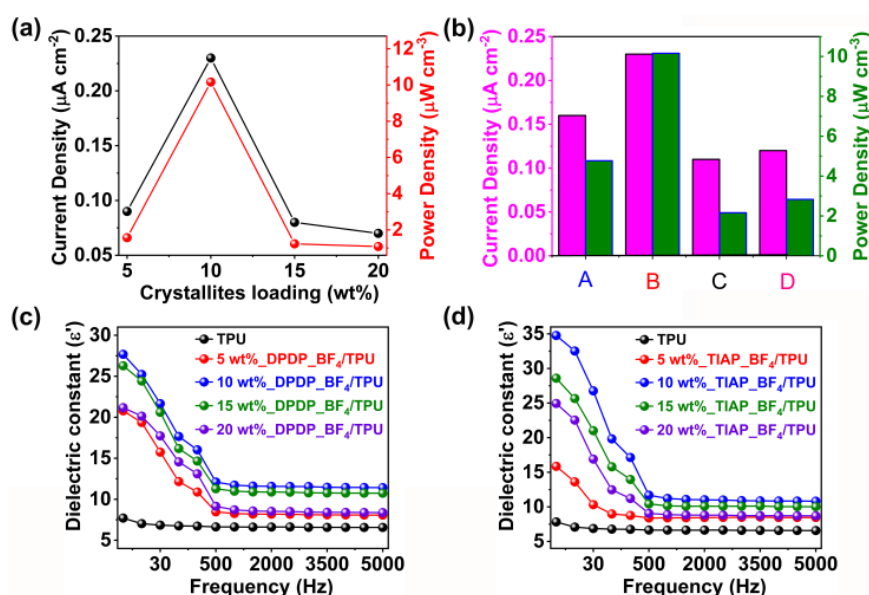 (a)
0.25
0.20
0.15
0.10
0.05
Current Density (μA cm⁻²)
12
10
8
6
4
2
Power Density (μW cm⁻³)
5 10 15 20
Crystallites loading (wt%)
(b)
0.25
0.20
0.15
0.10
0.05
0.00
Current Density (μA cm⁻²)
10
8
6
4
2
0
Power Density (μW cm⁻³)
A B C D
(c)
30
25
20
15
10
5
Dielectric constant (ε')
TPU
5 wt%_DPDP_BF₄/TPU
10 wt%_DPDP_BF₄/TPU
15 wt%_DPDP_BF₄/TPU
20 wt%_DPDP_BF₄/TPU
30 500 2000 3500 5000
Frequency (Hz)
(d)
35
30
25
20
15
10
5
Dielectric constant (ε')
TPU
5 wt%_TIAP_BF₄/TPU
10 wt%_TIAP_BF₄/TPU
15 wt%_TIAP_BF₄/TPU
20 wt%_TIAP_BF₄/TPU
30 500 2000 3500 5000
Frequency (Hz)